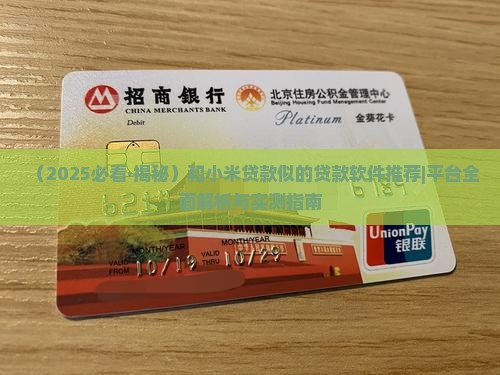 招商银行
CHINA MERCHANTS BANK
北京住房公积金管理中心
Beijing Housing Fund Management Center
Debit
Platinum 金葵花卡
（2025必看-揭秘）和小米贷款似的贷款软件推荐|平台全
面解析与实测指南
MONTH/YEAR MONTH/YEAR
VALID FROM 10/19 VALID THRU 10/29
UnionPay
银联